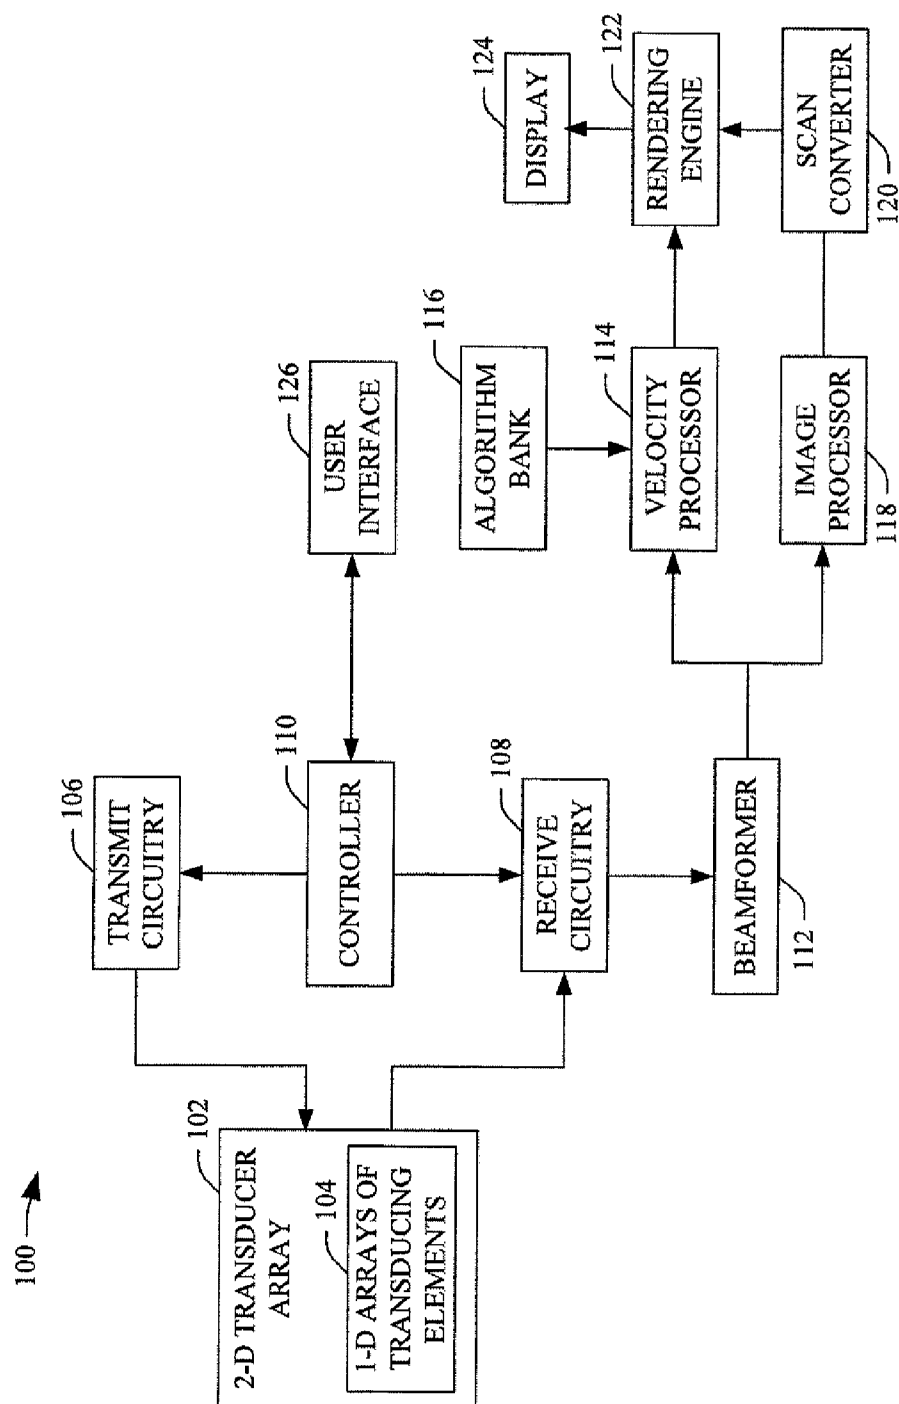 100
102
2-D TRANSDUCER
ARRAY
104
1-D ARRAYS OF
TRANSDUCING
ELEMENTS
106
TRANSMIT
CIRCUITRY
110
CONTROLLER
108
RECEIVE
CIRCUITRY
BEAMFORMER
112
126
USER
INTERFACE
116
ALGORITHM
BANK
114
VELOCITY
PROCESSOR
IMAGE
PROCESSOR
118
124
DISPLAY
122
RENDERING
ENGINE
SCAN
CONVERTER
120